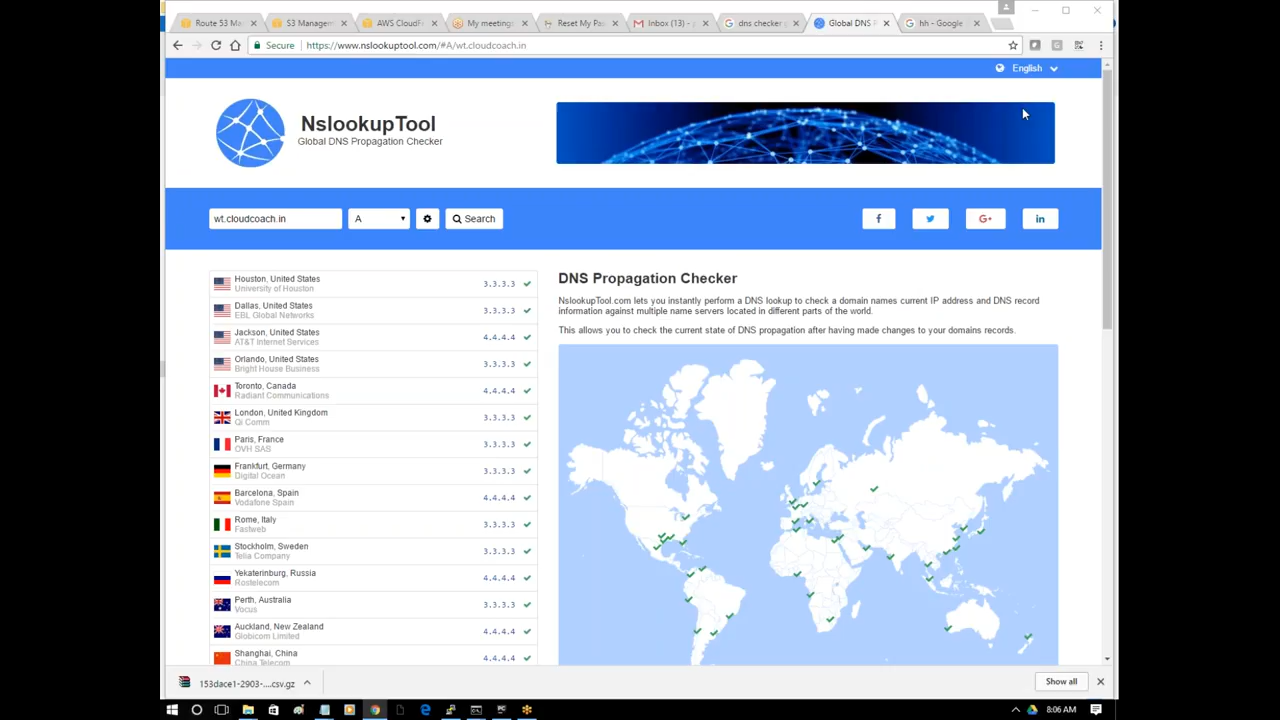 Route 53 Ma
S3 Managem
AWS CloudFr
My meetings
Reset My Pa
Inbox (13) -
dns checker
Global DNS
hh - Google
Secure
https://www.nslookuptool.com/#A/wt.cloudcoach.in
English
NslookupTool
Global DNS Propagation Checker
wt.cloudcoach.in
A
Search
f
G+
in
Houston, United States
University of Houston
3.3.3.3
Dallas, United States
EBL Global Networks
3.3.3.3
Jackson, United States
AT&T Internet Services
4.4.4.4
Orlando, United States
Bright House Business
3.3.3.3
Toronto, Canada
Radiant Communications
4.4.4.4
London, United Kingdom
Qi Comm
3.3.3.3
Paris, France
OVH SAS
3.3.3.3
Frankfurt, Germany
Digital Ocean
3.3.3.3
Barcelona, Spain
Vodafone Spain
4.4.4.4
Rome, Italy
Fastweb
3.3.3.3
Stockholm, Sweden
Telia Company
3.3.3.3
Yekaterinburg, Russia
Rostelecom
4.4.4.4
Perth, Australia
Vocus
3.3.3.3
Auckland, New Zealand
Globicom Limited
4.4.4.4
Shanghai, China
China Telecom
4.4.4.4
DNS Propagation Checker
NslookupTool.com lets you instantly perform a DNS lookup to check a domain names current IP address and DNS record
information against multiple name servers located in different parts of the world.
This allows you to check the current state of DNS propagation after having made changes to your domains records.
153dace1-2903-....csv.gz
Show all
8:06 AM